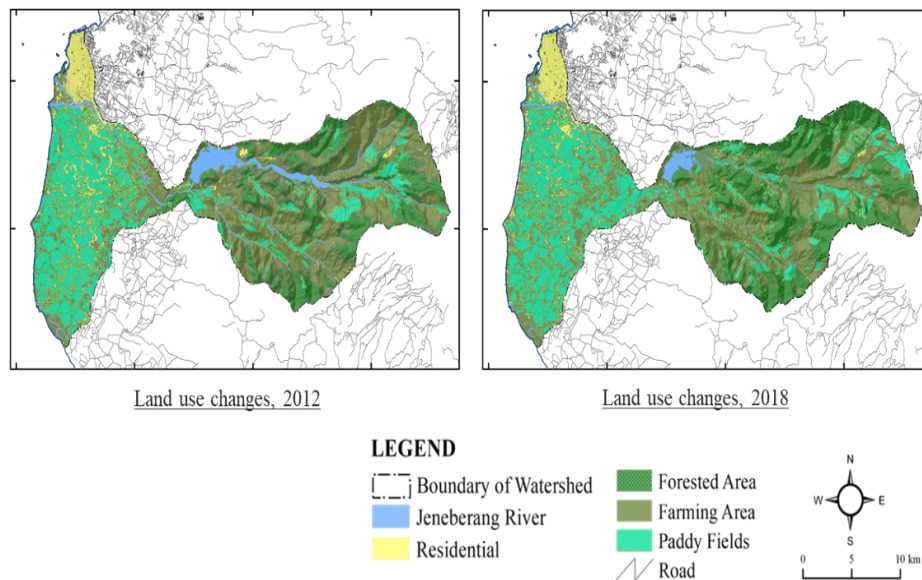 Land use changes, 2012
Land use changes, 2018
LEGEND
Boundary of Watershed
Jeneberang River
Residential
Forested Area
Farming Area
Paddy Fields
Road
N
W E
S
0 5 10 km